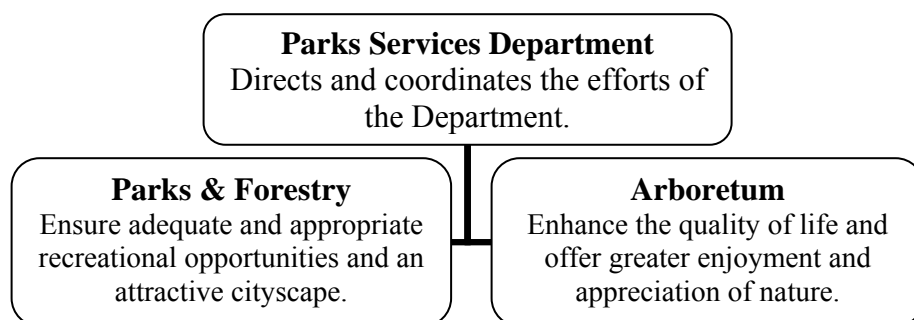 Parks Services Department
Directs and coordinates the efforts of
the Department.
Parks & Forestry
Ensure adequate and appropriate
recreational opportunities and an
attractive cityscape.
Arboretum
Enhance the quality of life and
offer greater enjoyment and
appreciation of nature.